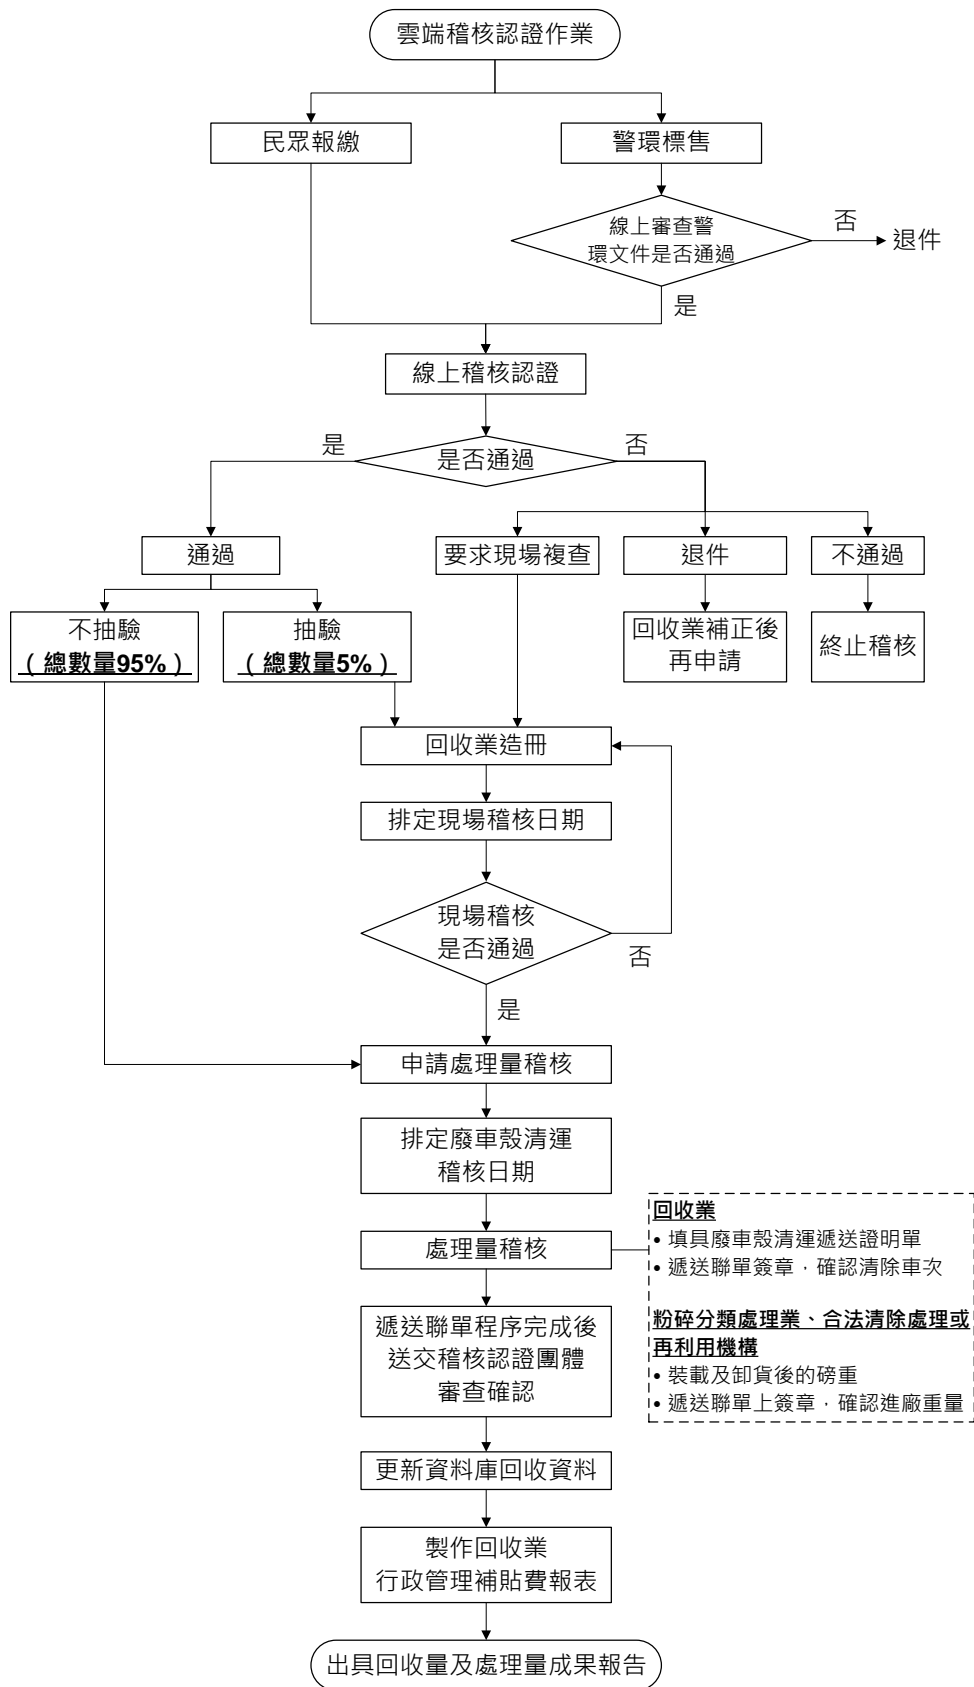 雲端稽核認證作業
民眾報繳
警環標售
線上審查警
環文件是否通過
否
退件
是
線上稽核認證
是
是否通過
否
通過
要求現場複查
退件
不通過
不抽驗
（總數量95%）
抽驗
（總數量5%）
回收業補正後
再申請
終止稽核
回收業造冊
排定現場稽核日期
現場稽核
是否通過
否
是
申請處理量稽核
排定廢車殼清運
稽核日期
處理量稽核
回收業
• 填具廢車殼清運遞送證明單
• 遞送聯單簽章，確認清除車次
粉碎分類處理業、合法清除處理或
再利用機構
• 裝載及卸貨後的磅重
• 遞送聯單上簽章，確認進廠重量
遞送聯單程序完成後
送交稽核認證團體
審查確認
更新資料庫回收資料
製作回收業
行政管理補貼費報表
出具回收量及處理量成果報告